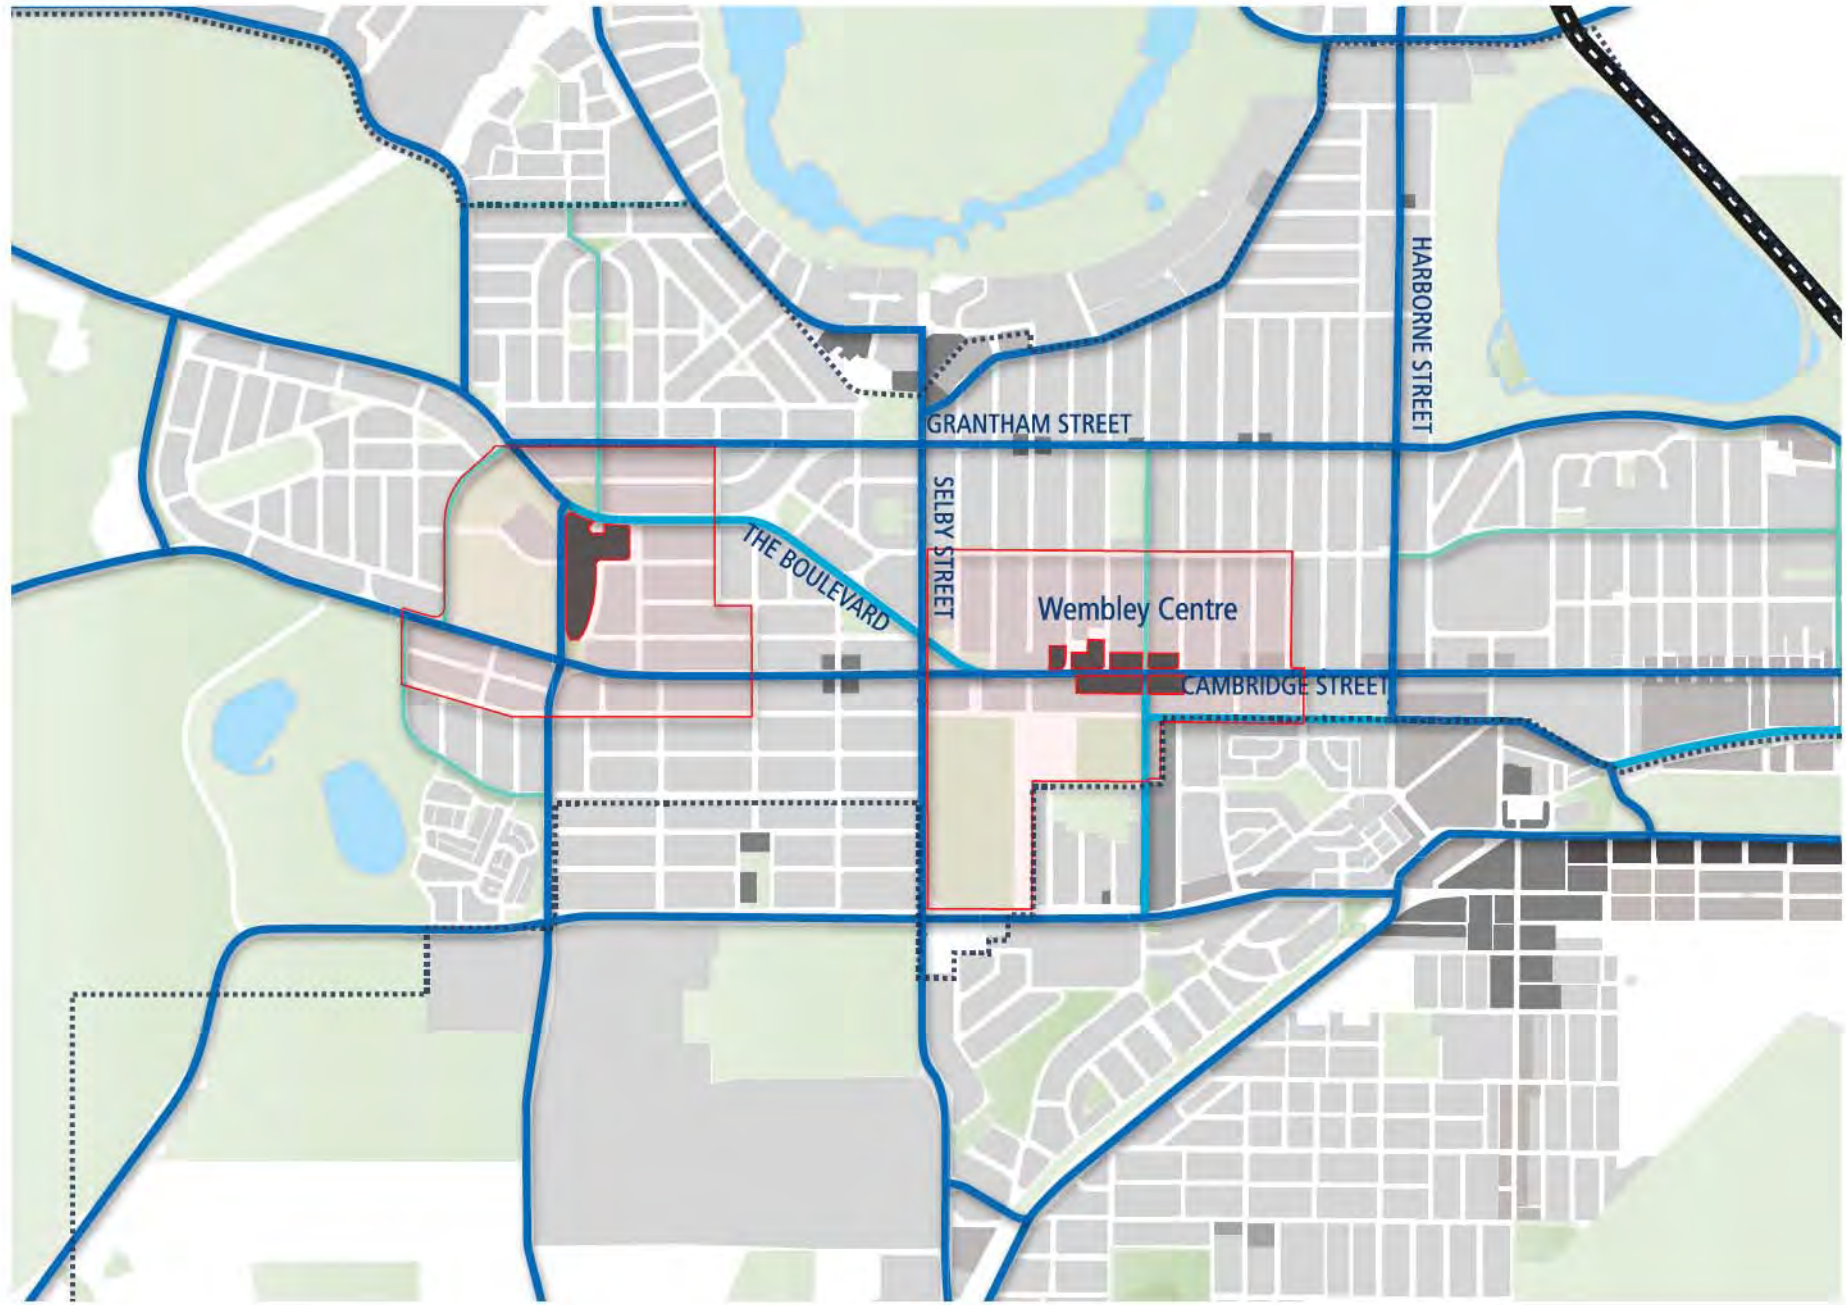 HARBORNE STREET
GRANTHAM STREET
SELBY STREET
THE BOULEVARD
Wembley Centre
CAMBRIDGE STREET